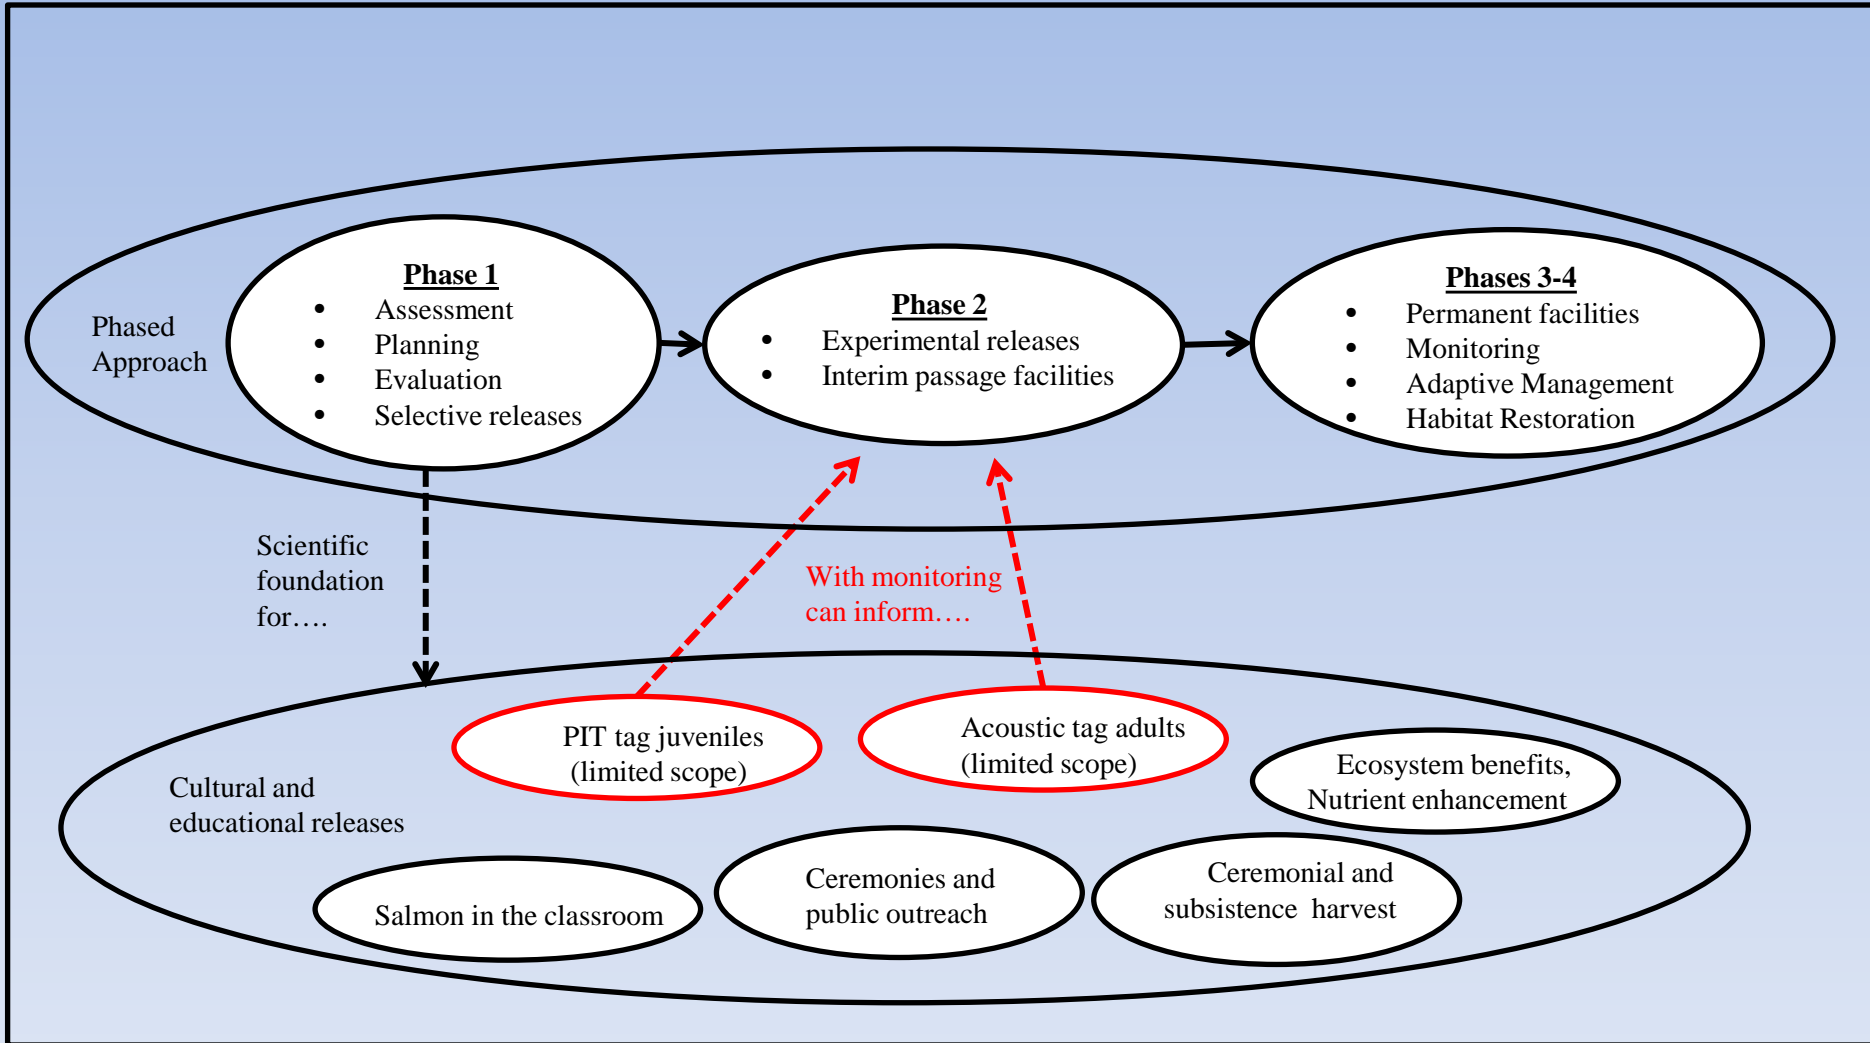 Phased
Approach
Phase 1
• Assessment
• Planning
• Evaluation
• Selective releases
Phase 2
• Experimental releases
• Interim passage facilities
Phases 3-4
• Permanent facilities
• Monitoring
• Adaptive Management
• Habitat Restoration
Scientific
foundation
for….
With monitoring
can inform….
Cultural and
educational releases
PIT tag juveniles
(limited scope)
Acoustic tag adults
(limited scope)
Ecosystem benefits,
Nutrient enhancement
Salmon in the classroom
Ceremonies and
public outreach
Ceremonial and
subsistence harvest